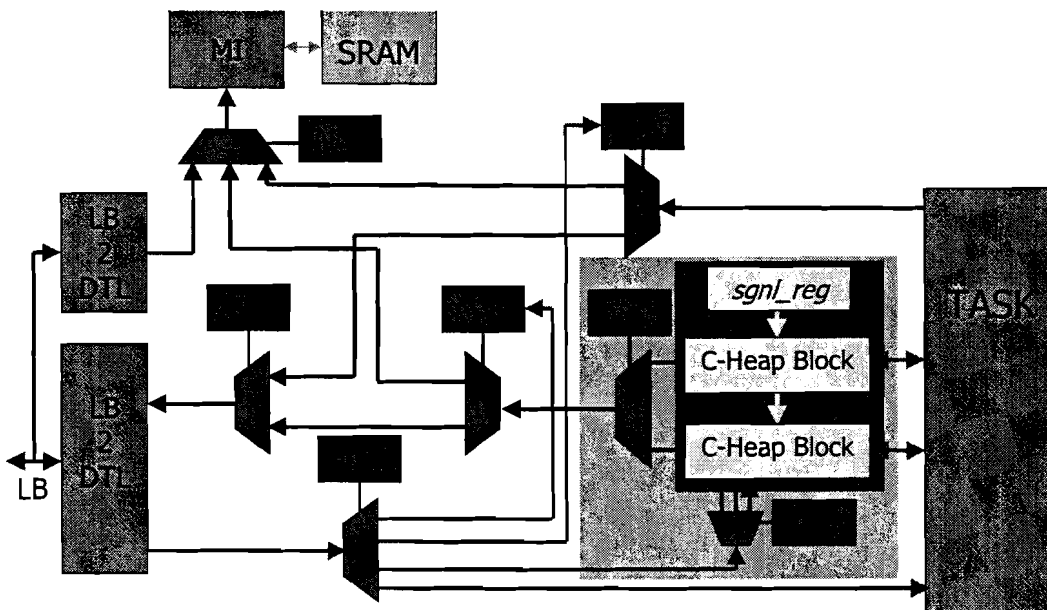 MI
SRAM
LB
2
DTL
sgnl_reg
TASK
C-Heap Block
LB
2
DTL
C-Heap Block
LB